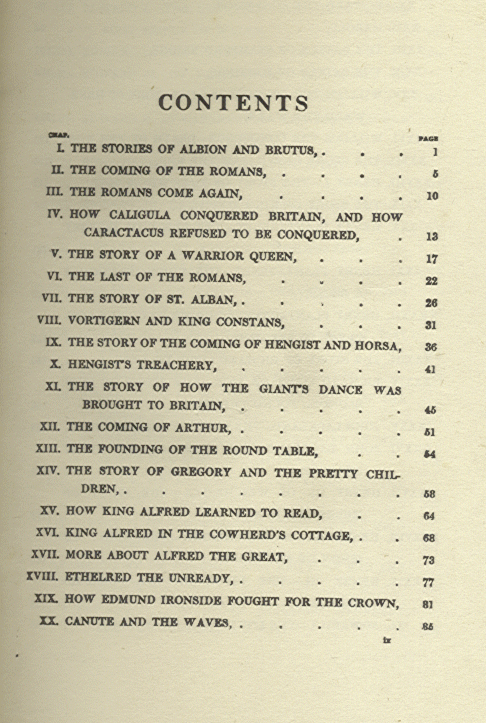 CONTENTS
CHAP. PAGE
I. THE STORIES OF ALBION AND BRUTUS, . . . 1
II. THE COMING OF THE ROMANS, . . . . 5
III. THE ROMANS COME AGAIN, . . . . 10
IV. HOW CALIGULA CONQUERED BRITAIN, AND HOW
CARACTACUS REFUSED TO BE CONQUERED, . 13
V. THE STORY OF A WARRIOR QUEEN, . . . 17
VI. THE LAST OF THE ROMANS, . . . . 22
VII. THE STORY OF ST. ALBAN, . . . . . 26
VIII. VORTIGERN AND KING CONSTANS, . . . 31
IX. THE STORY OF THE COMING OF HENGIST AND HORSA, 36
X. HENGIST'S TREACHERY, . . . . . 41
XI. THE STORY OF HOW THE GIANT'S DANCE WAS
BROUGHT TO BRITAIN, . . . . . 45
XII. THE COMING OF ARTHUR, . . . . . 51
XIII. THE FOUNDING OF THE ROUND TABLE, . . 54
XIV. THE STORY OF GREGORY AND THE PRETTY CHIL-
DREN, . . . . . . . . 58
XV. HOW KING ALFRED LEARNED TO READ, . . 64
XVI. KING ALFRED IN THE COWHERD'S COTTAGE, . . 68
XVII. MORE ABOUT ALFRED THE GREAT, . . . 73
XVIII. ETHELRED THE UNREADY, . . . . . 77
XIX. HOW EDMUND IRONSIDE FOUGHT FOR THE CROWN, 81
XX. CANUTE AND THE WAVES, . . . . . 85
ix